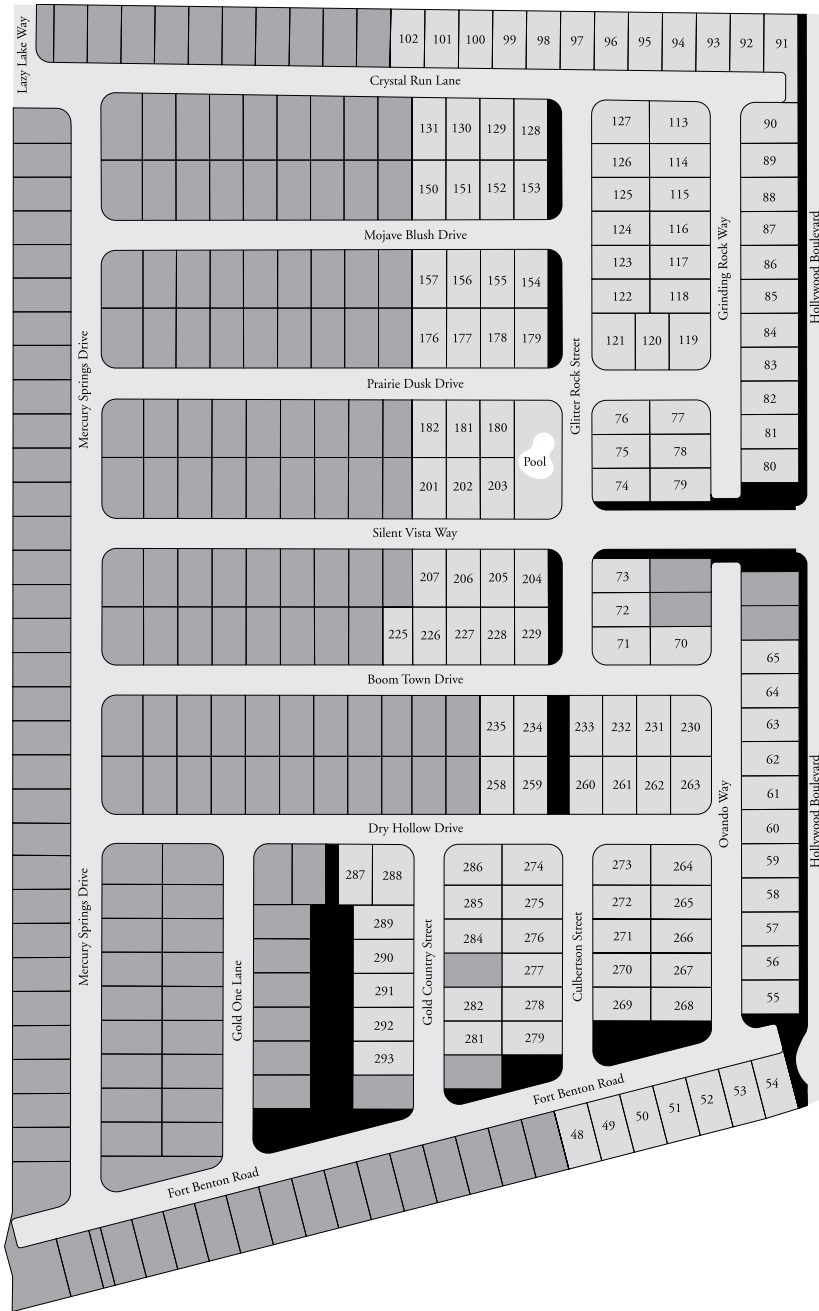 Lazy Lake Way
102 101 100 99 98 97 96 95 94 93 92 91
Crystal Run Lane
131 130 129 128
150 151 152 153
127 113
126 114
125 115
124 116
123 117
122 118
121 120 119
Grinding Rock Way
90
89
88
87
86
85
84
83
82
81
80
Hollywood Boulevard
Mojave Blush Drive
157 156 155 154
176 177 178 179
Mercury Springs Drive
Prairie Dusk Drive
Glitter Rock Street
182 181 180
Pool
201 202 203
76 77
75 78
74 79
Silent Vista Way
207 206 205 204
225 226 227 228 229
73
72
71 70
65
64
63
62
61
60
59
58
57
56
55
Boom Town Drive
235 234 233 232 231 230
258 259 260 261 262 263
Ovando Way
Hollywood Boulevard
Dry Hollow Drive
Mercury Springs Drive
Gold One Lane
287 288
289
290
291
292
293
Gold Country Street
286 274
285 275
284 276
277
282 278
281 279
Culbertson Street
273 264
272 265
271 266
270 267
269 268
Fort Benton Road
48 49 50 51 52 53 54
Fort Benton Road